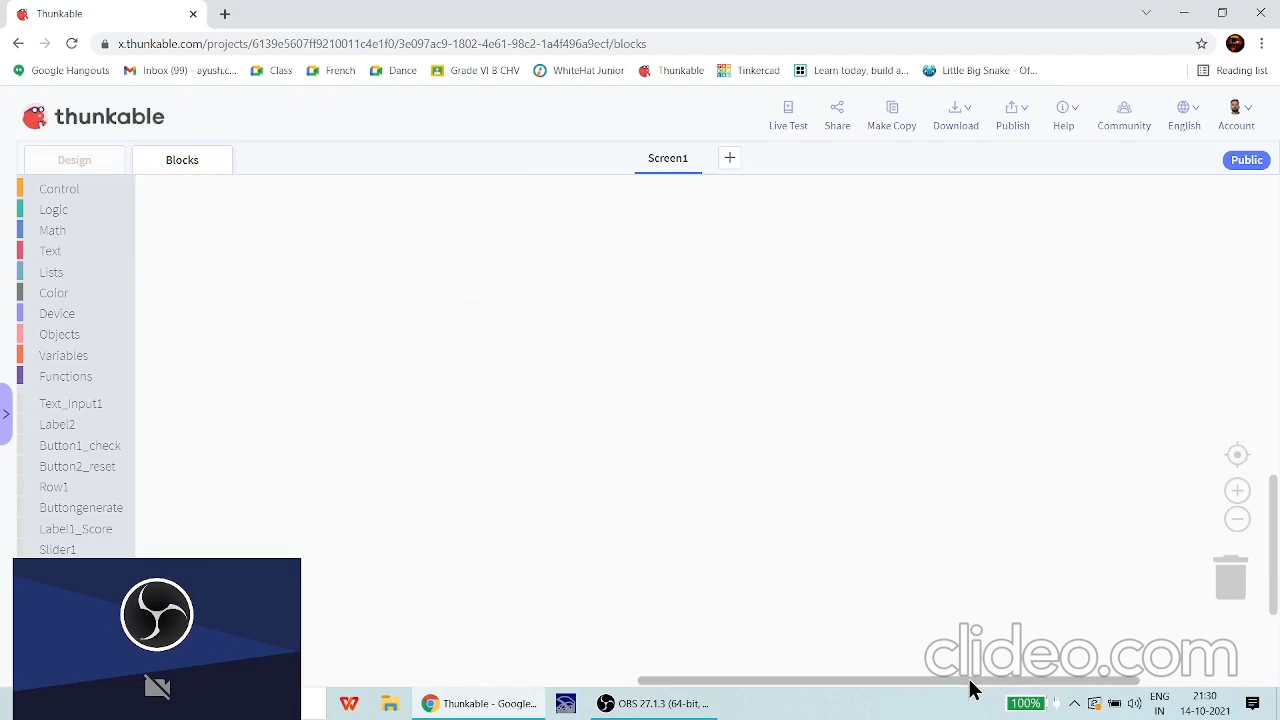 Thunkable
x.thunkable.com/projects/6139e5607ff9210011c4e1f0/3e097ac9-1802-4e61-98dc-1a4f496a9ecf/blocks
Google Hangouts
Inbox (99) - ayush.c...
Class
French
Dance
Grade VI B CHV
WhiteHat Junior
Thunkable
Tinkercad
Learn today, build a...
Little Big Snake - Of...
Reading list
thunkable
Live Test
Share
Make Copy
Download
Publish
Help
Community
English
Account
Design
Blocks
Screen1
Public
Control
Logic
Math
Text
Lists
Color
Device
Objects
Variables
Functions
Text_Input1
Label2
Button1_check
Button2_reset
Row1
Buttongenerate
Label1_Score
Slider1
clideo.com
Thunkable - Google...
OBS 27.1.3 (64-bit,...
100%
ENG
IN
21:30
14-10-2021